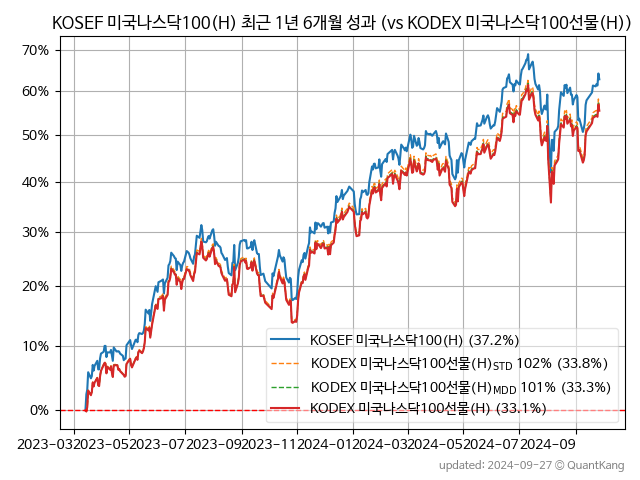 KOSEF 미국나스닥100(H) 최근 1년 6개월 성과 (vs KODEX 미국나스닥100선물(H))
70%
60%
50%
40%
30%
20%
10%
0%
KOSEF 미국나스닥100(H) (37.2%)
KODEX 미국나스닥100선물(H)STD 102% (33.8%)
KODEX 미국나스닥100선물(H)MDD 101% (33.3%)
KODEX 미국나스닥100선물(H) (33.1%)
2023-03 2023-05 2023-07 2023-09 2023-11 2024-01 2024-03 2024-05 2024-07 2024-09
updated: 2024-09-27 © QuantKang